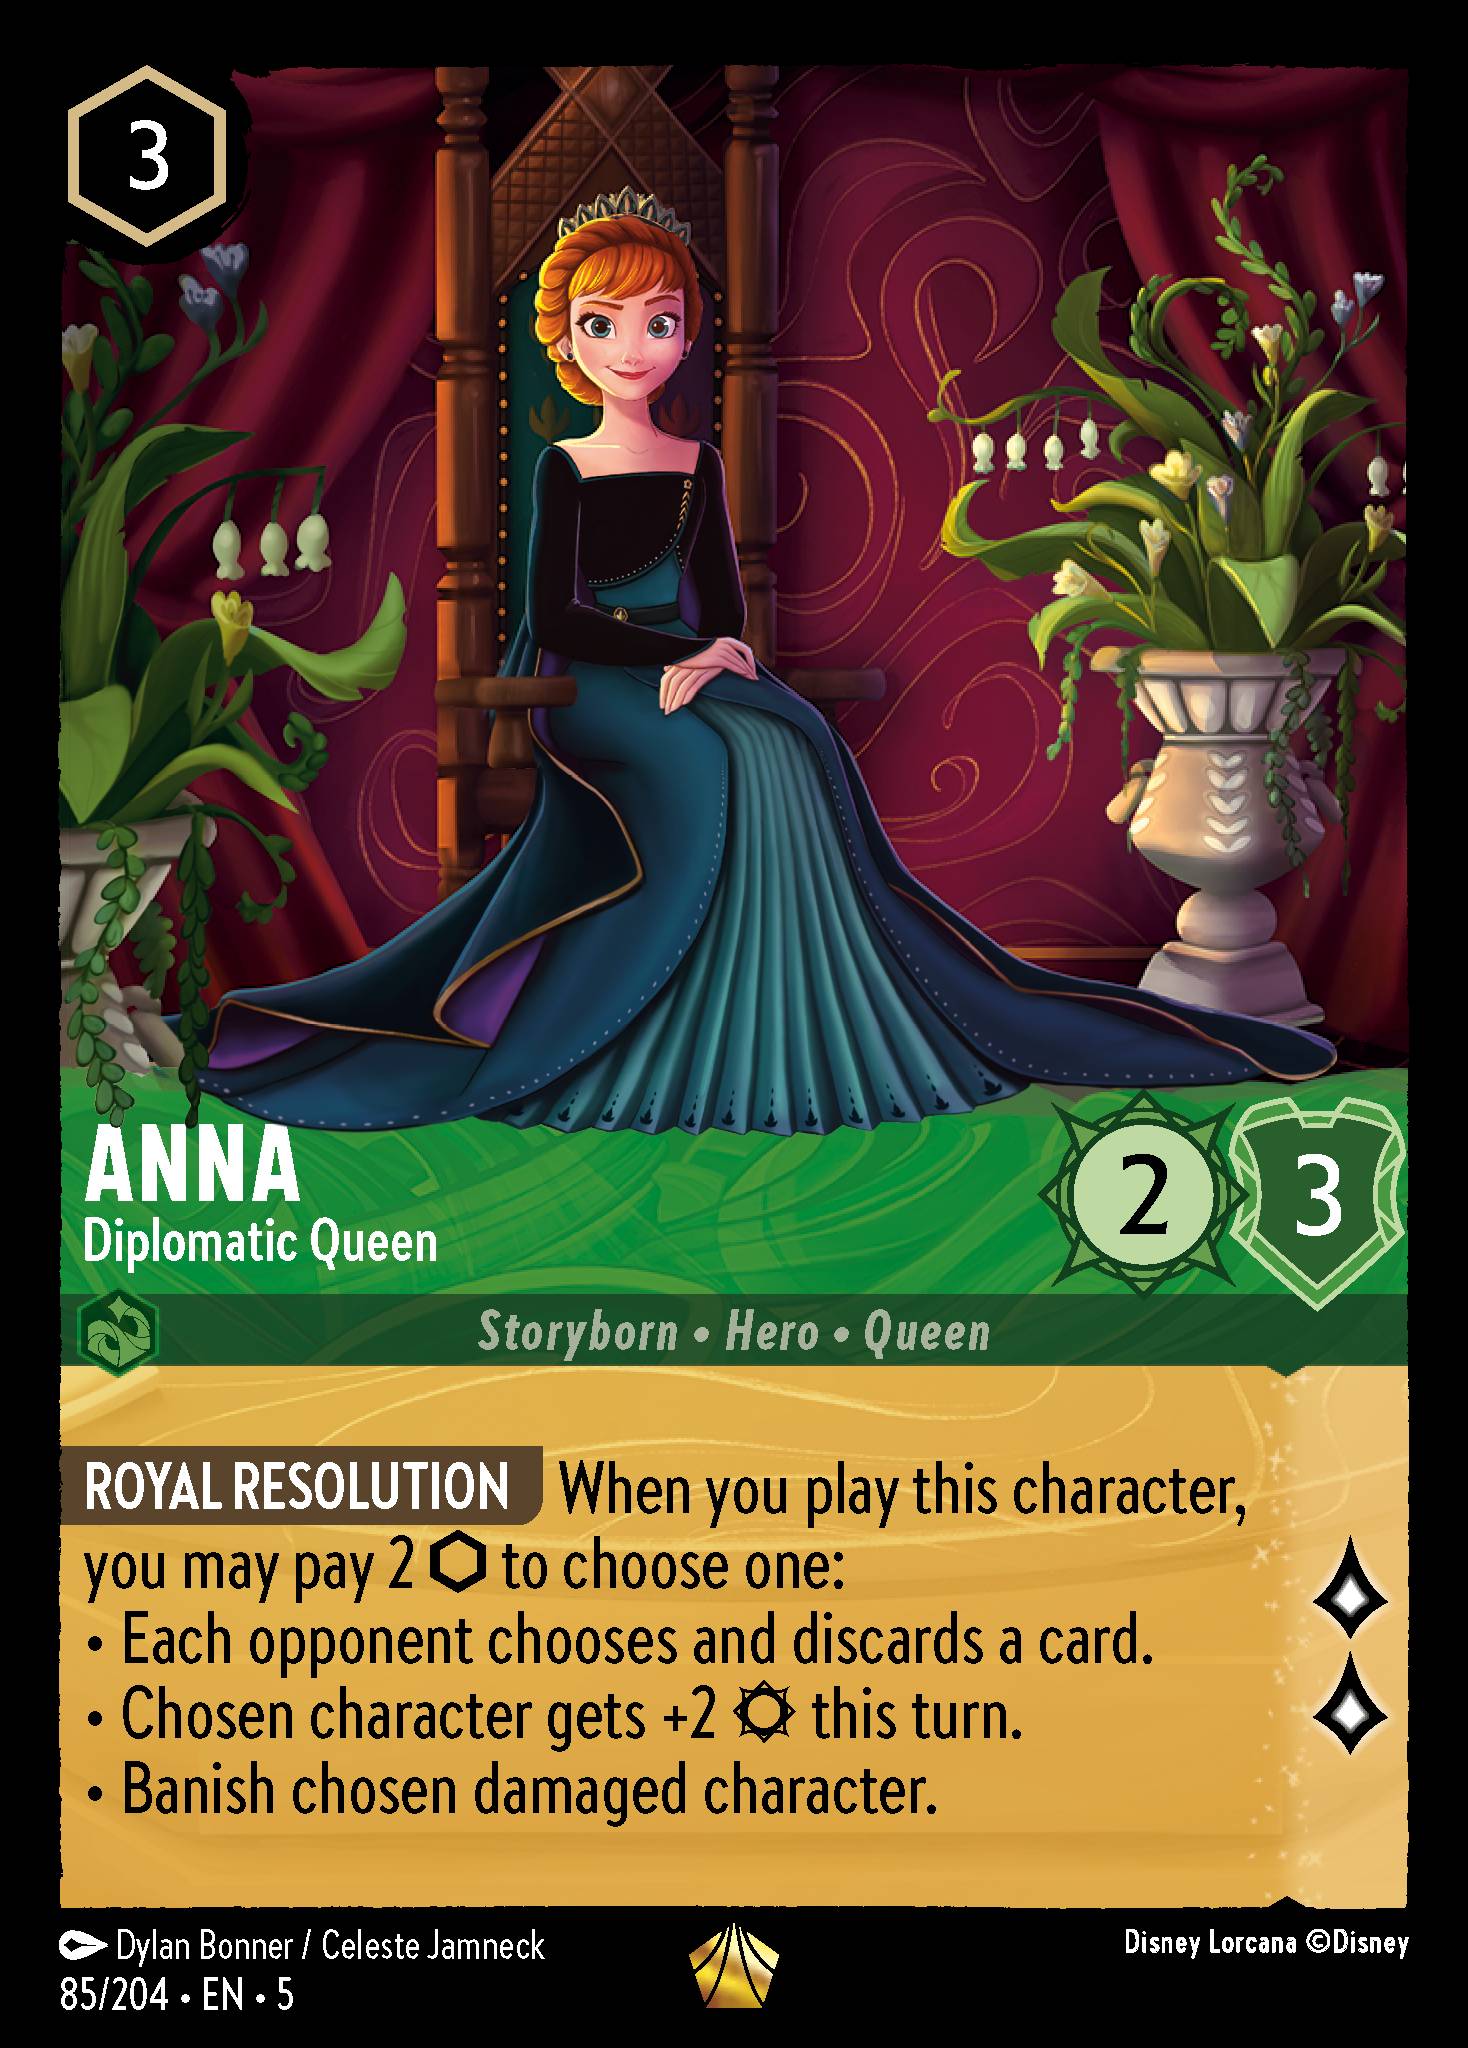 3
ANNA
Diplomatic Queen
2
3
Storyborn • Hero • Queen
ROYAL RESOLUTION When you play this character,
you may pay 2 ⬡ to choose one:
• Each opponent chooses and discards a card.
• Chosen character gets +2 ¤ this turn.
• Banish chosen damaged character.
Dylan Bonner / Celeste Jamneck
Disney Lorcana ©Disney
85/204 • EN • 5